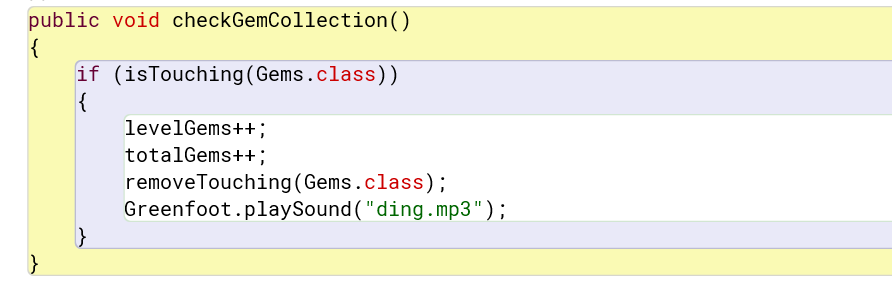 public void checkGemCollection()
{
if (isTouching(Gems.class))
{
levelGems++;
totalGems++;
removeTouching(Gems.class);
Greenfoot.playSound("ding.mp3");
}
}